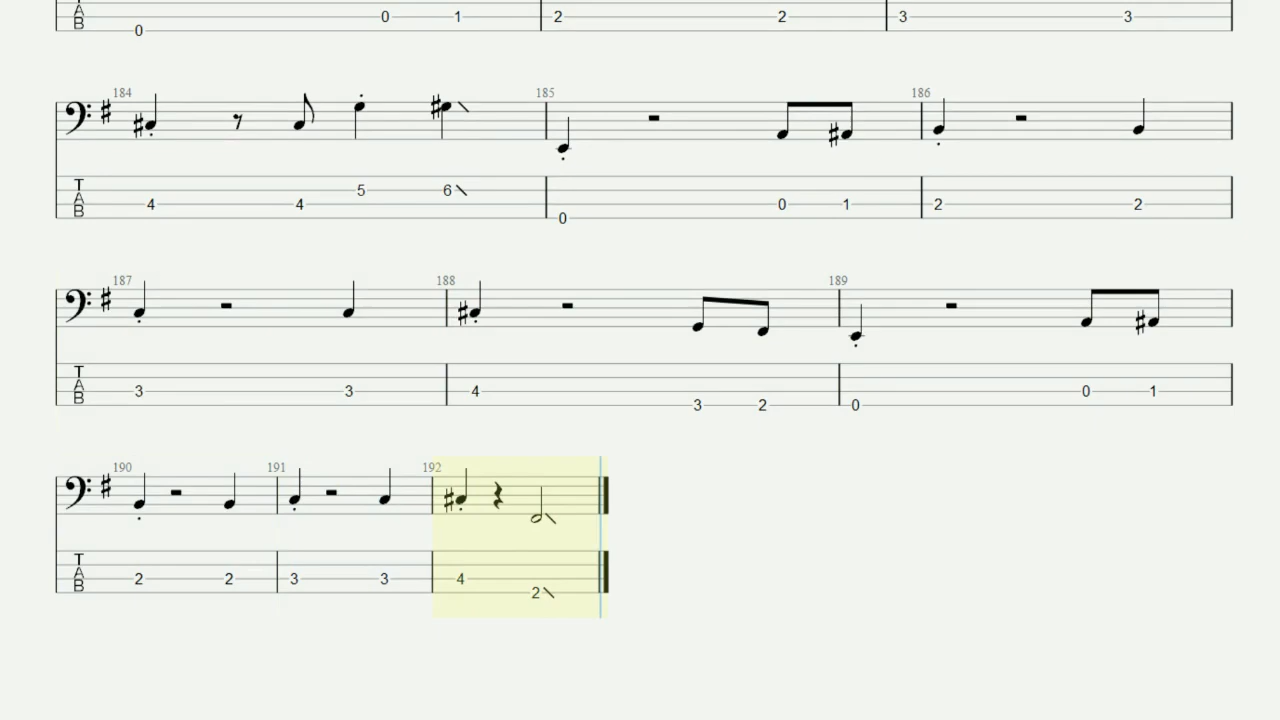 0 1 2 2 3 3
0
184 185 186
T
A
B
5 6
4 4 0 1 2 2
0
187 188 189
T
A
B
3 3 4 0 1
3 2 0
190 191 192
T
A
B
2 2 3 3 4
2